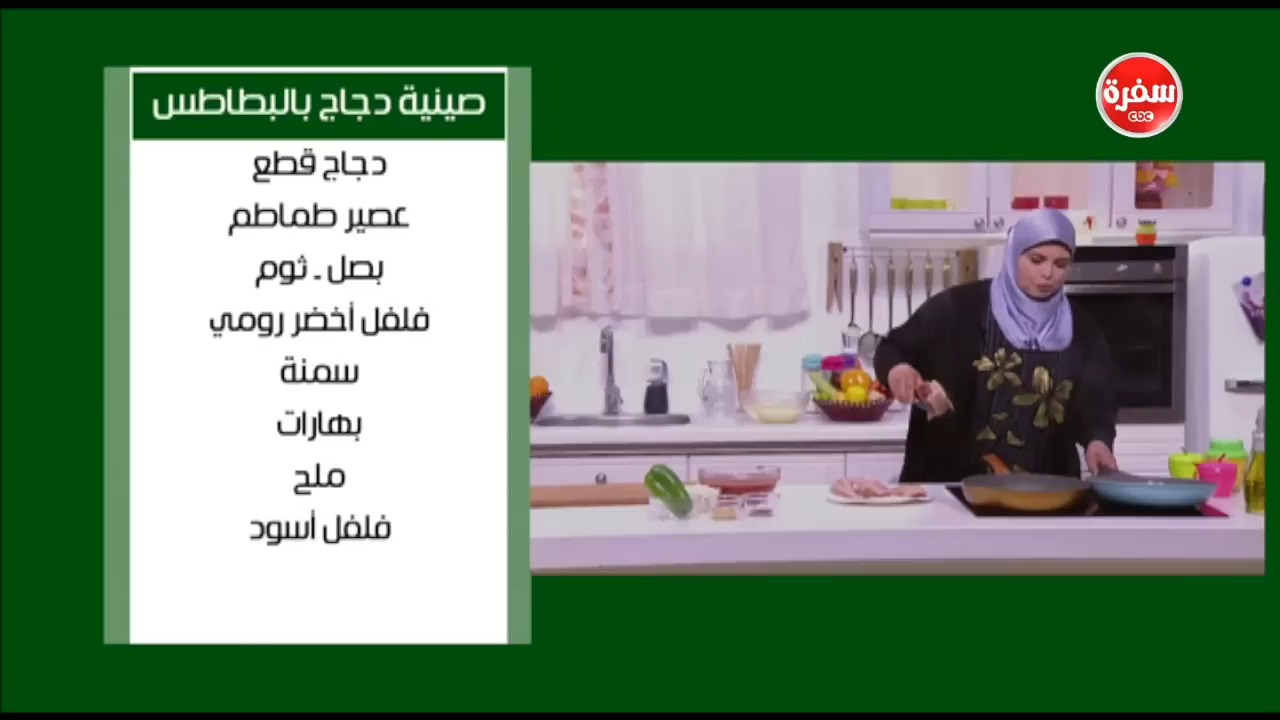 سفرة
cbc
صينية دجاج بالبطاطس
دجاج قطع
عصير طماطم
بصل - ثوم
فلفل أخضر رومي
سمنة
بهارات
ملح
فلفل أسود